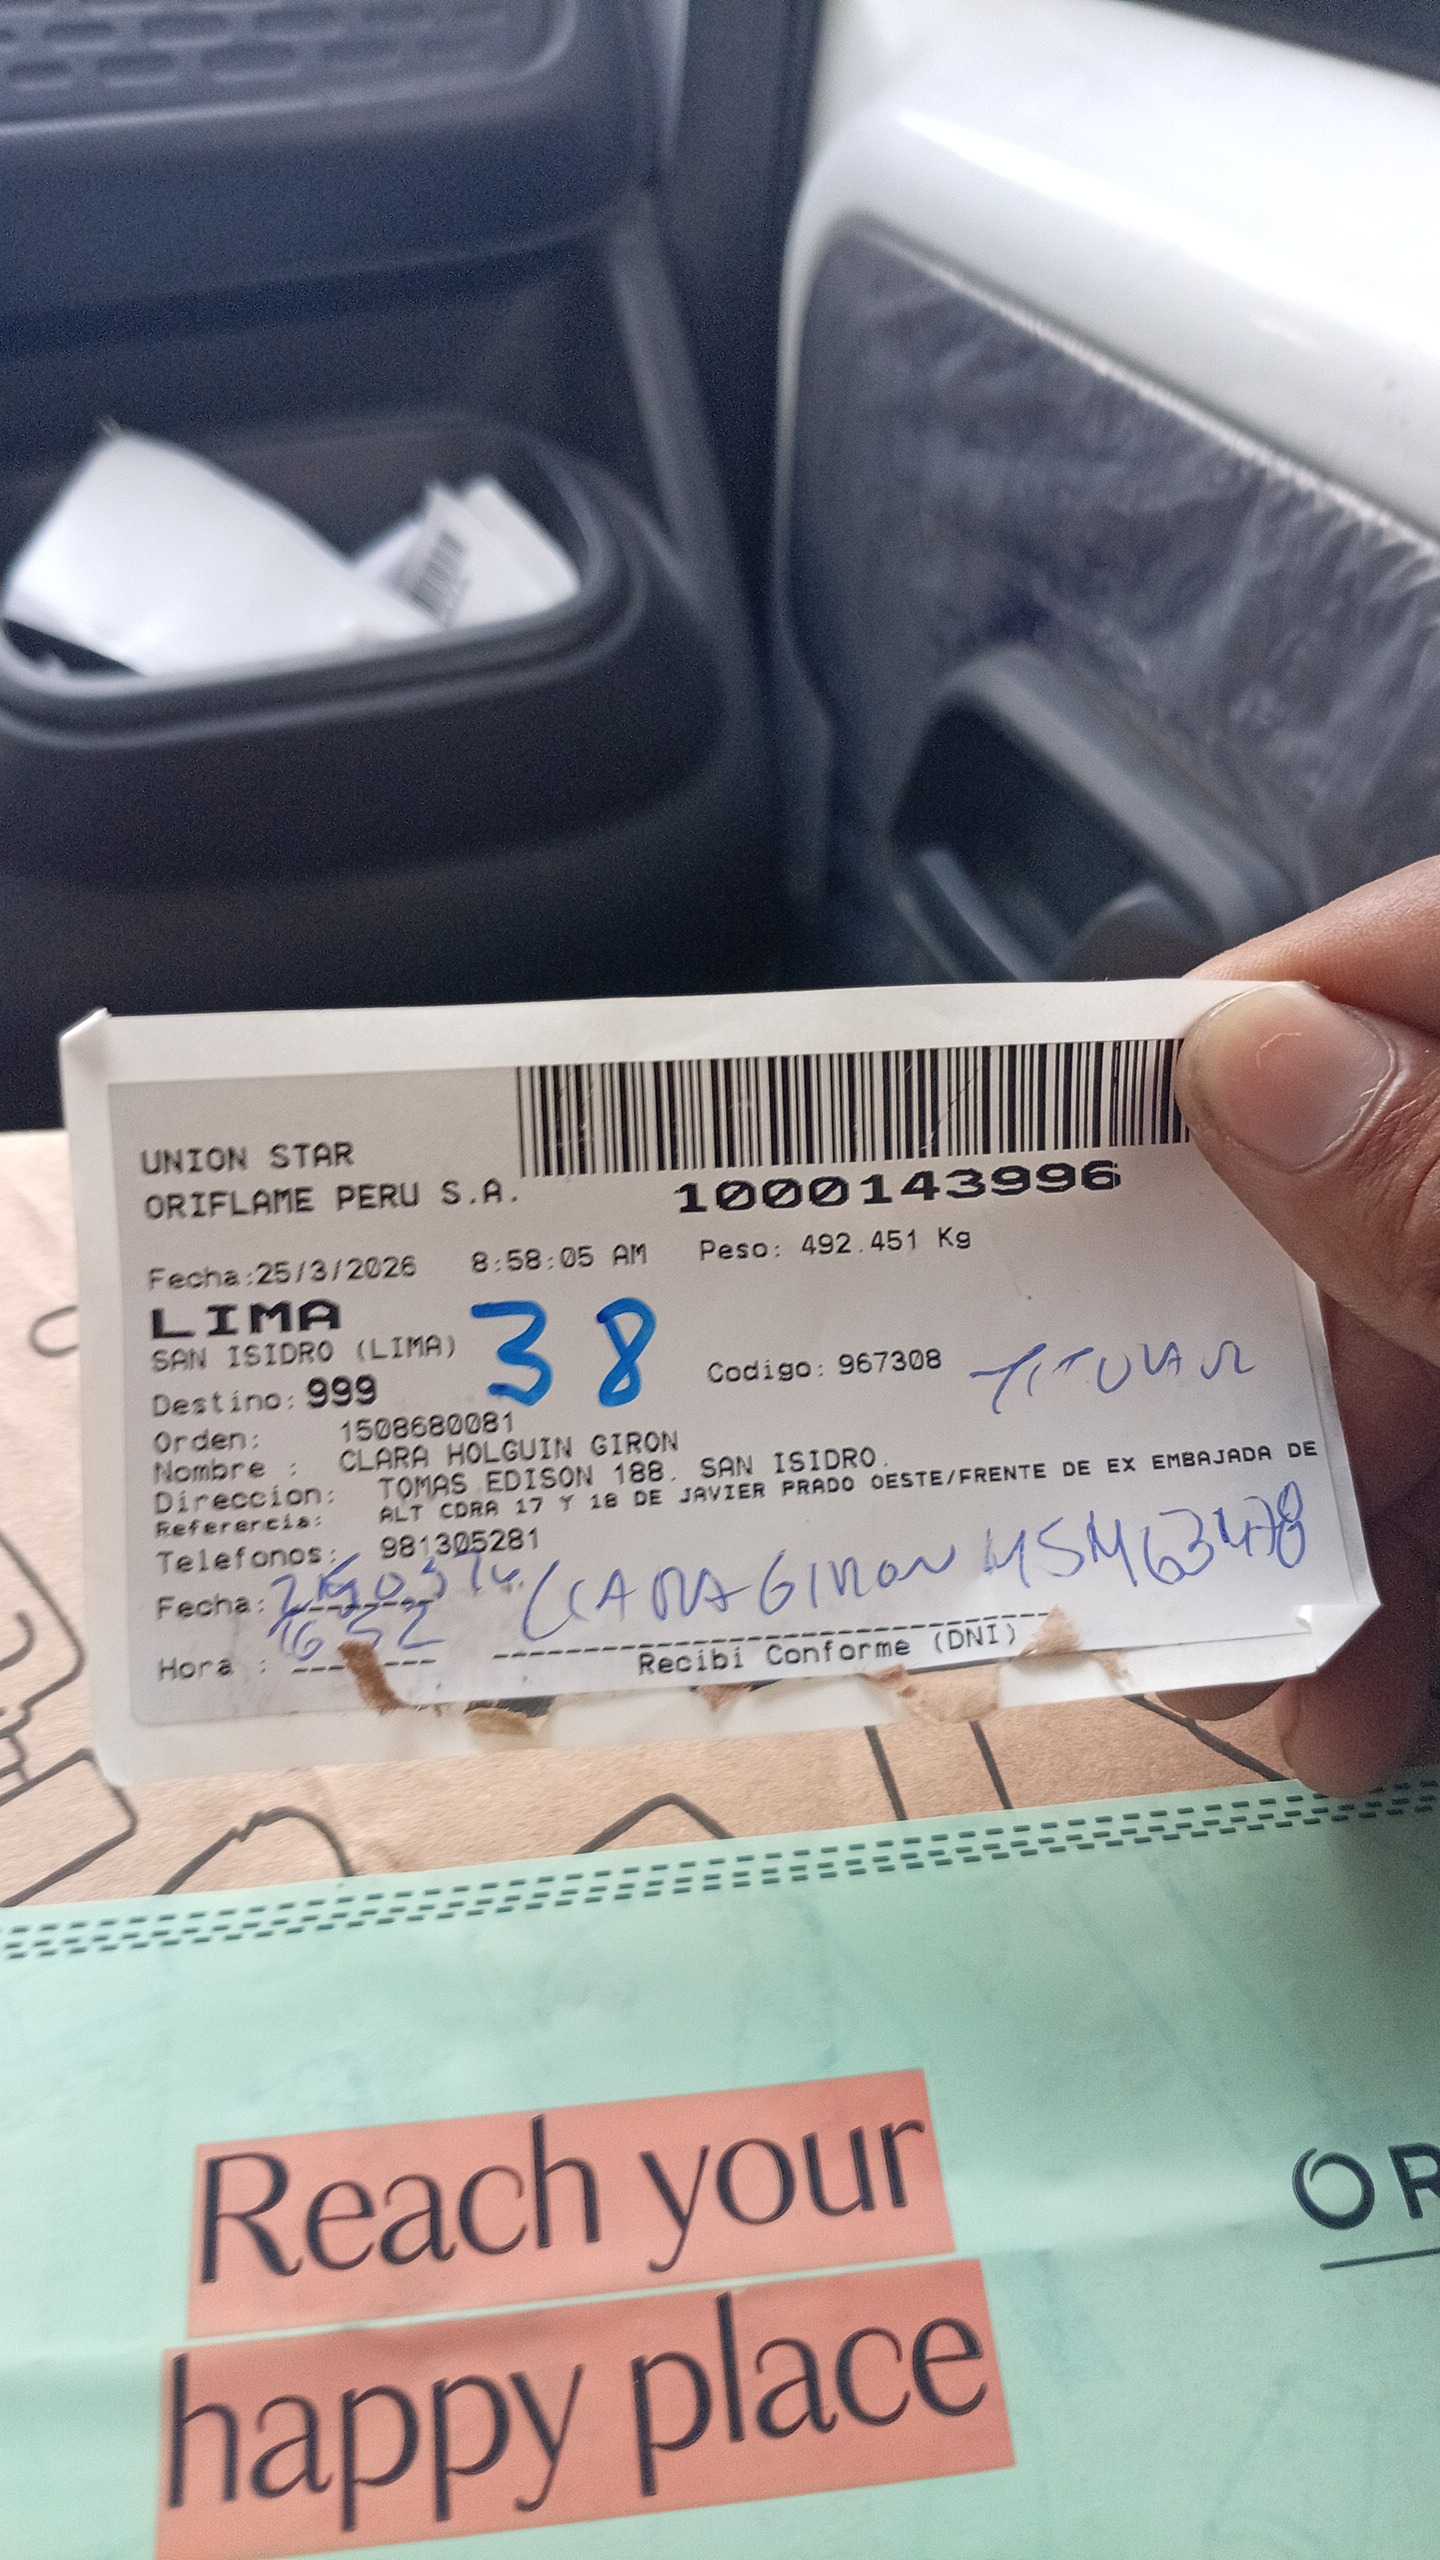 UNION STAR
ORIFLAME PERU S.A.
1000143996
Fecha:25/3/2026 8:58:05 AM Peso: 492.451 Kg
LIMA
SAN ISIDRO (LIMA)
38
Destino: 999
Codigo: 967308 TITULAR
Orden: 1508680081
Nombre : CLARA HOLGUIN GIRON
Direccion: TOMAS EDISON 188. SAN ISIDRO.
Referencia: ALT CDRA 17 Y 18 DE JAVIER PRADO OESTE/FRENTE DE EX EMBAJADA DE
Telefonos: 981305281
Fecha:
CLARA GIRON
Hora : 16 52
Recibi Conforme (DNI)
Reach your
happy place
OR